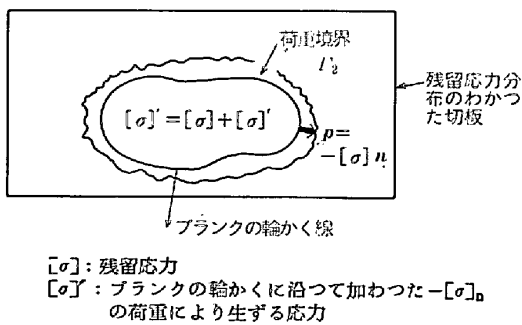 荷重境界
Γ₂
残留応力分
布のわかつ
た切板
[σ]′=[σ]+[σ]′
p=
−[σ]n
ブランクの輪かく線
[σ]：残留応力
[σ]′：ブランクの輪かくに沿つて加わつた−[σ]n
の荷重により生ずる応力